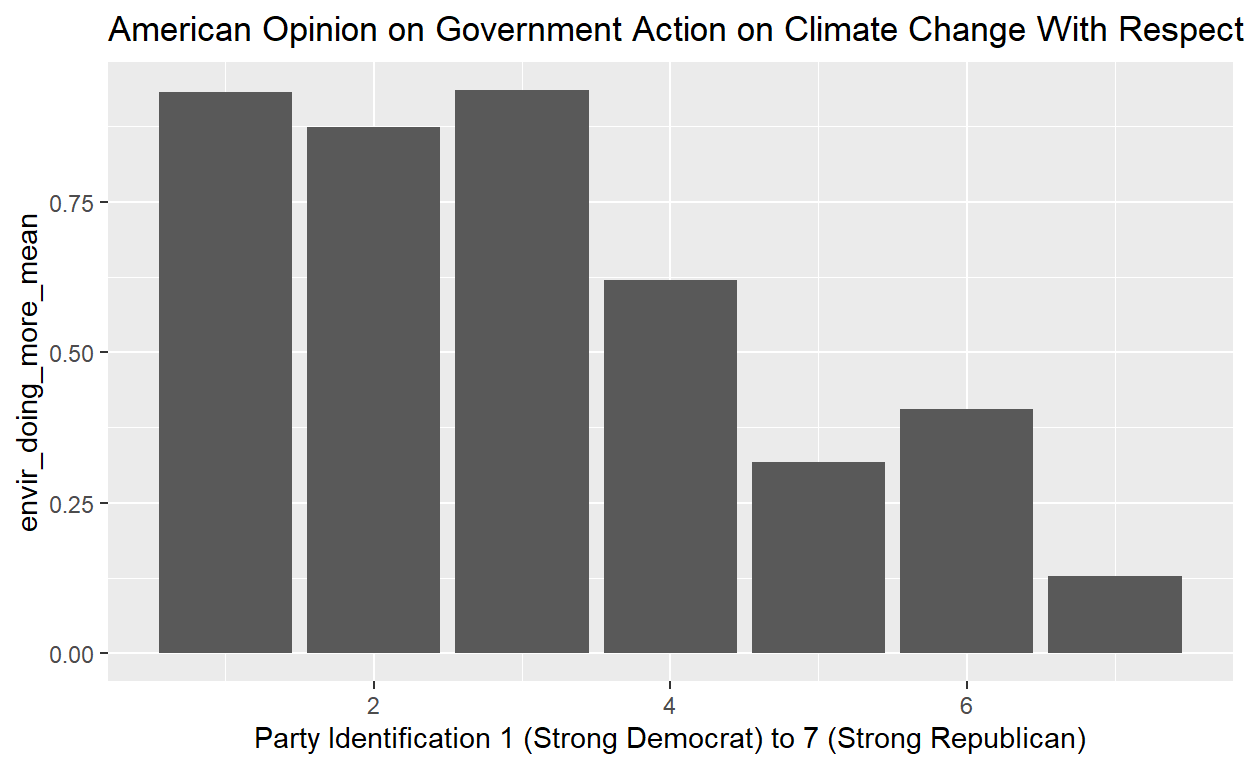 American Opinion on Government Action on Climate Change With Respect
envir_doing_more_mean
0.75
0.50
0.25
0.00
2 4 6
Party Identification 1 (Strong Democrat) to 7 (Strong Republican)